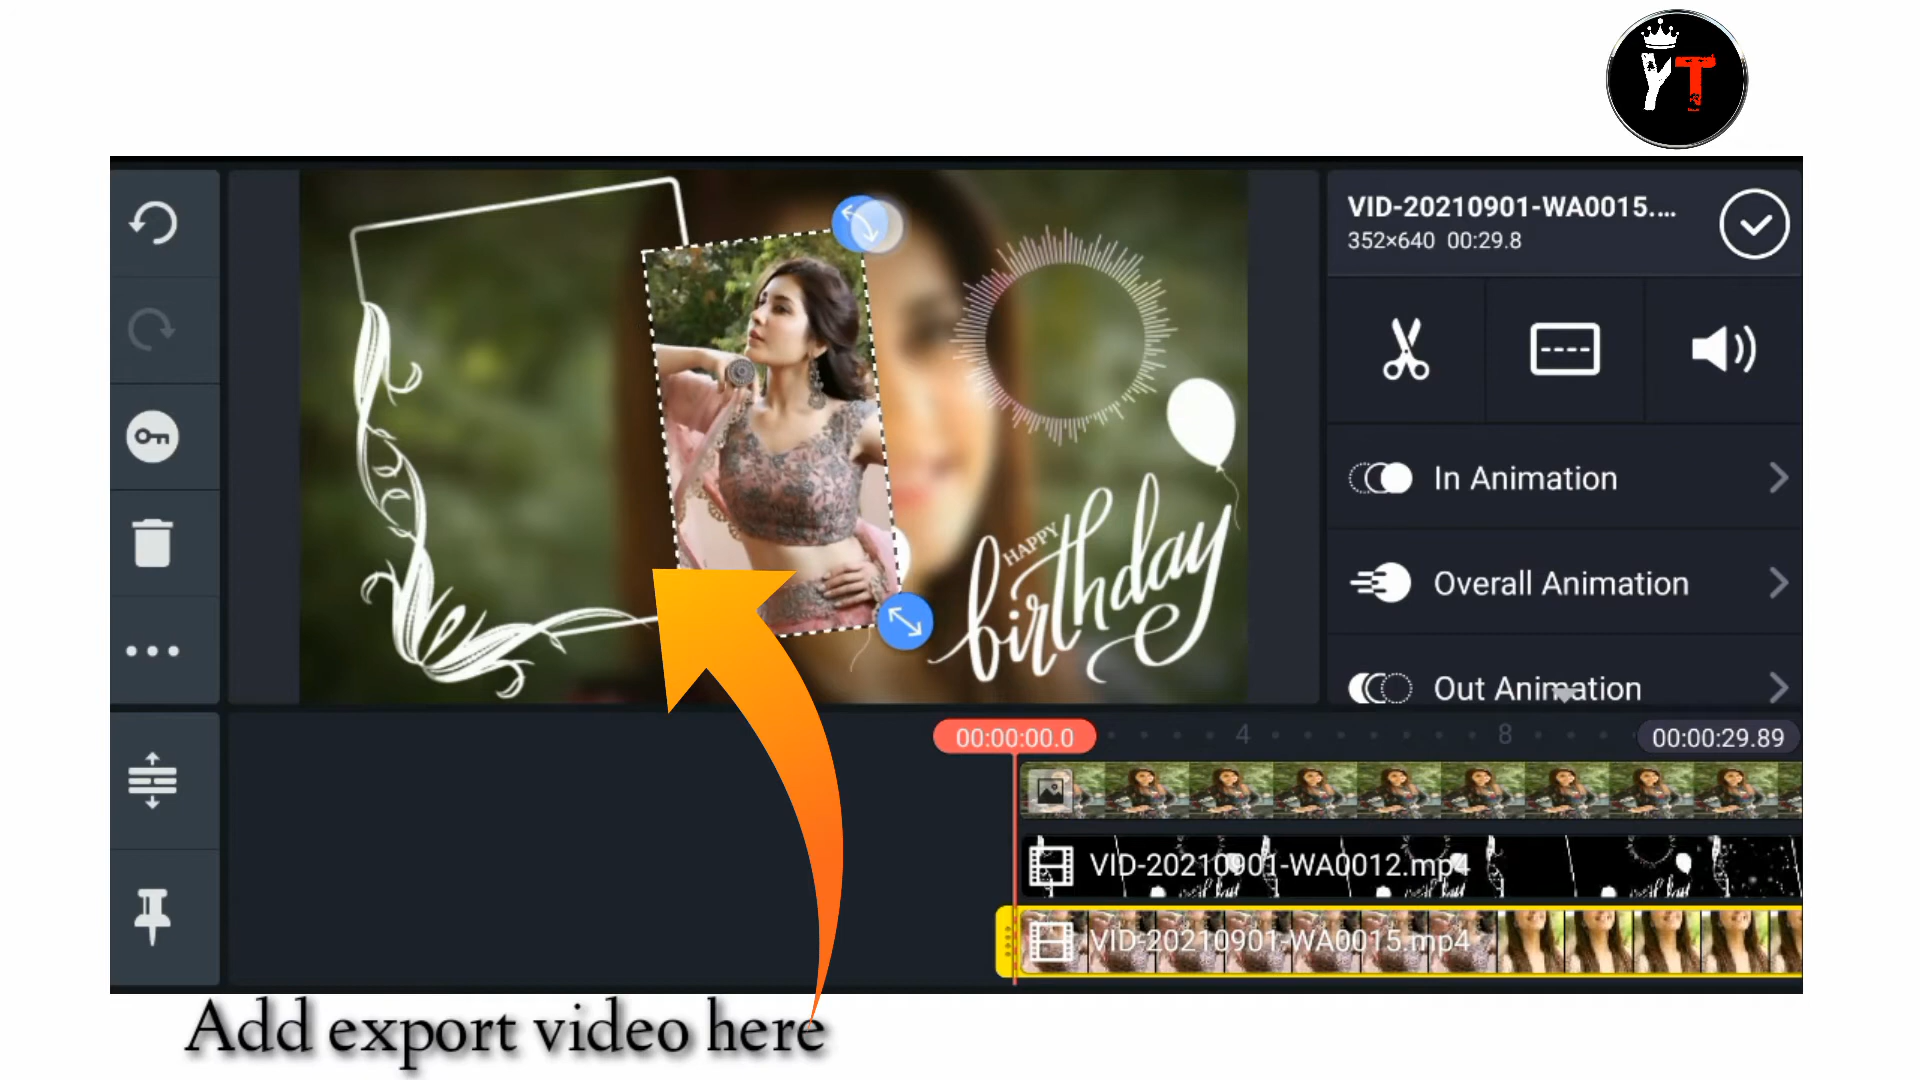 YT
VID-20210901-WA0015....
352×640 00:29.8
In Animation
Overall Animation
Out Animation
HAPPY
birthday
00:00:00.0
4
8
00:00:29.89
VID-20210901-WA0012.mp4
VID-20210901-WA0015.mp4
Add export video here